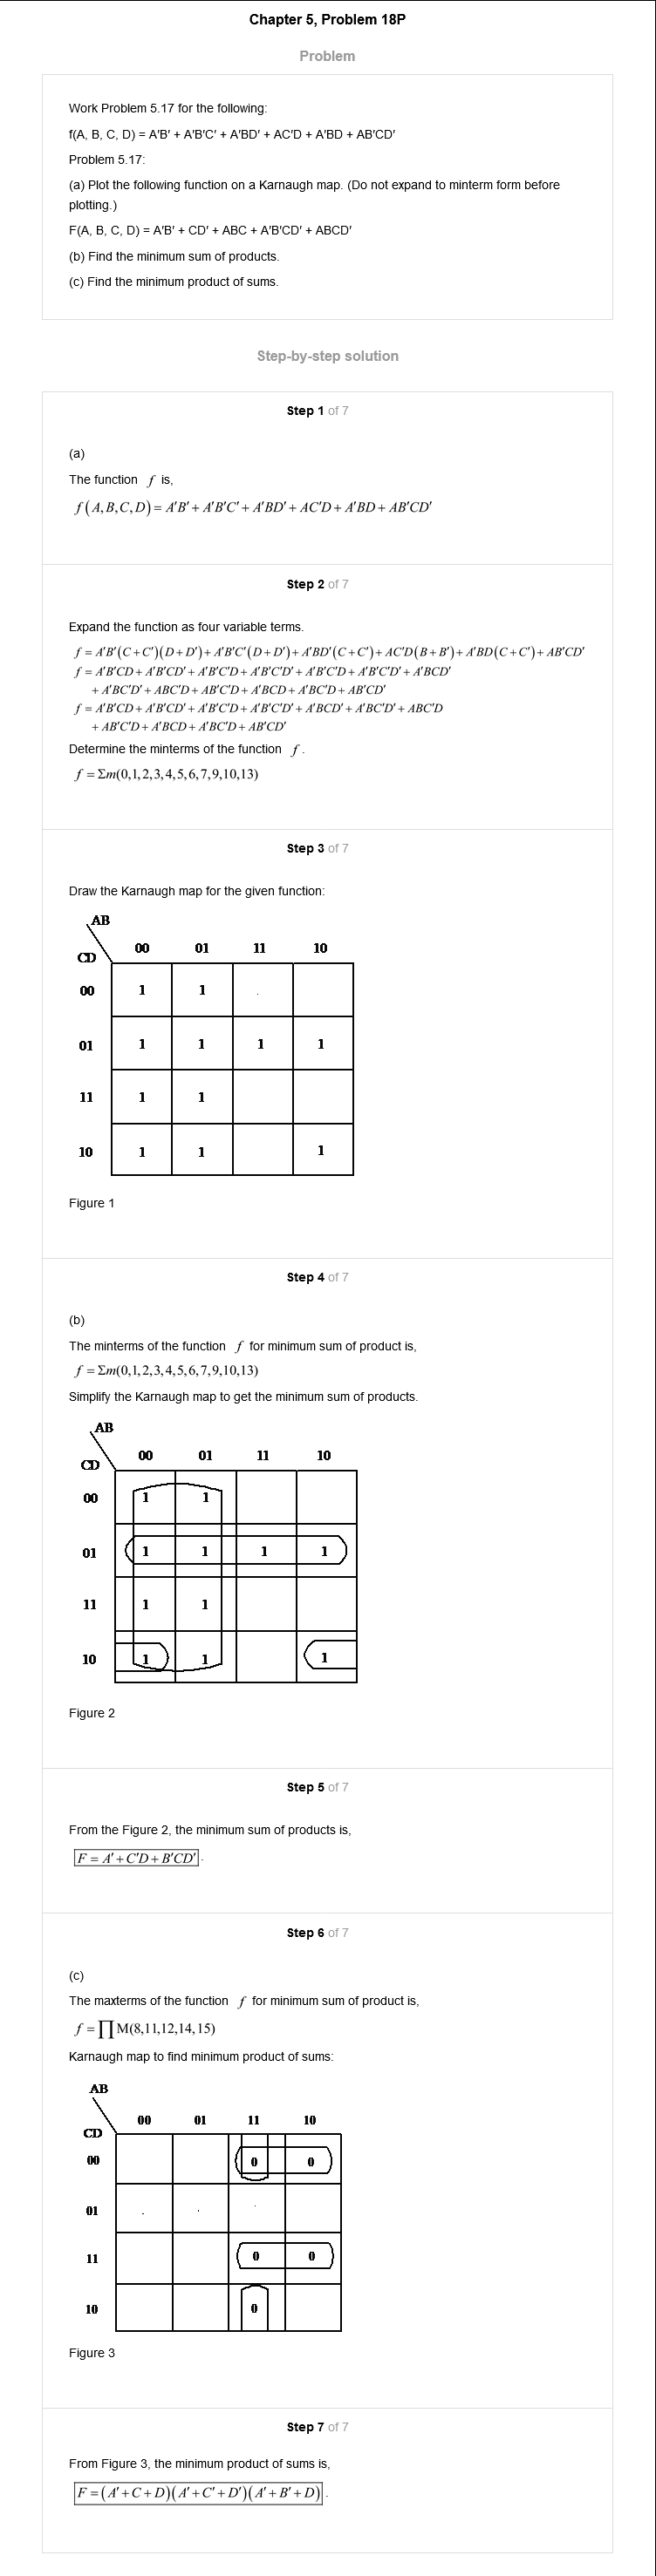 Chapter 5, Problem 18P
Problem
Work Problem 5.17 for the following:
f(A, B, C, D) = A′B′ + A′B′C′ + A′BD′ + AC′D + A′BD + AB′CD′
Problem 5.17:
(a) Plot the following function on a Karnaugh map. (Do not expand to minterm form before
plotting.)
F(A, B, C, D) = A′B′ + CD′ + ABC + A′B′CD′ + ABCD′
(b) Find the minimum sum of products.
(c) Find the minimum product of sums.
Step-by-step solution
Step 1 of 7
(a)
The function f is,
f(A,B,C,D) = A′B′ + A′B′C′ + A′BD′ + AC′D + A′BD + AB′CD′
Step 2 of 7
Expand the function as four variable terms.
f = A′B′(C+C′)(D+D′) + A′B′C′(D+D′) + A′BD′(C+C′) + AC′D(B+B′) + A′BD(C+C′) + AB′CD′
f = A′B′CD + A′B′CD′ + A′B′C′D + A′B′C′D′ + A′B′C′D + A′B′C′D′ + A′BCD′
+ A′BC′D′ + ABC′D + AB′C′D + A′BCD + A′BC′D + AB′CD′
f = A′B′CD + A′B′CD′ + A′B′C′D + A′B′C′D′ + A′BCD′ + A′BC′D′ + ABC′D
+ AB′C′D + A′BCD + A′BC′D + AB′CD′
Determine the minterms of the function f.
f = Σm(0,1,2,3,4,5,6,7,9,10,13)
Step 3 of 7
Draw the Karnaugh map for the given function:
AB
CD 00 01 11 10
00 1 1
01 1 1 1 1
11 1 1
10 1 1 1
Figure 1
Step 4 of 7
(b)
The minterms of the function f for minimum sum of product is,
f = Σm(0,1,2,3,4,5,6,7,9,10,13)
Simplify the Karnaugh map to get the minimum sum of products.
AB
CD 00 01 11 10
00 1 1
01 1 1 1 1
11 1 1
10 1 1 1
Figure 2
Step 5 of 7
From the Figure 2, the minimum sum of products is,
F = A′ + C′D + B′CD′.
Step 6 of 7
(c)
The maxterms of the function f for minimum sum of product is,
f = ∏M(8,11,12,14,15)
Karnaugh map to find minimum product of sums:
AB
CD 00 01 11 10
00 0 0
01
11 0 0
10 0
Figure 3
Step 7 of 7
From Figure 3, the minimum product of sums is,
F = (A′+C+D)(A′+C′+D′)(A′+B′+D).